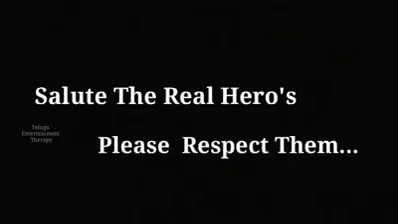 Salute The Real Hero's
Telugu
Entertainment
Therapy
Please Respect Them...